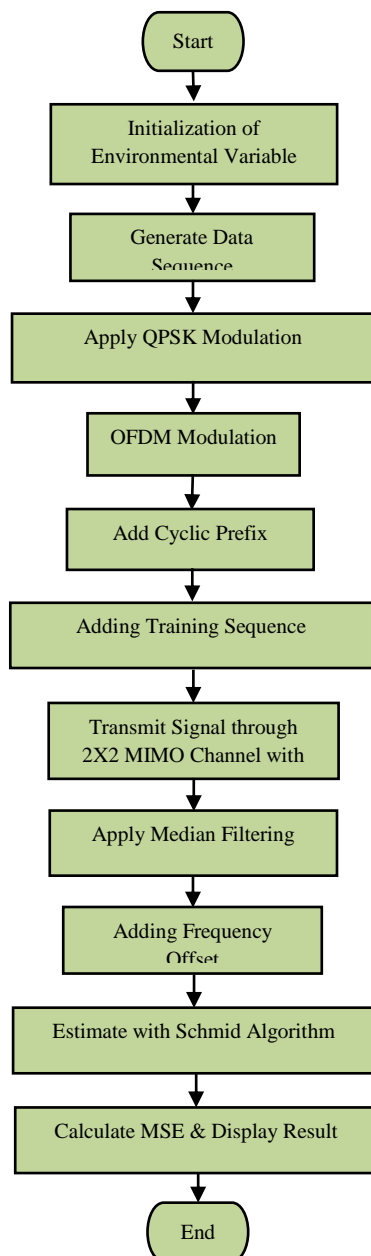 Start
Initialization of
Environmental Variable
Generate Data
Sequence
Apply QPSK Modulation
OFDM Modulation
Add Cyclic Prefix
Adding Training Sequence
Transmit Signal through
2X2 MIMO Channel with
Apply Median Filtering
Adding Frequency
Offset
Estimate with Schmid Algorithm
Calculate MSE & Display Result
End